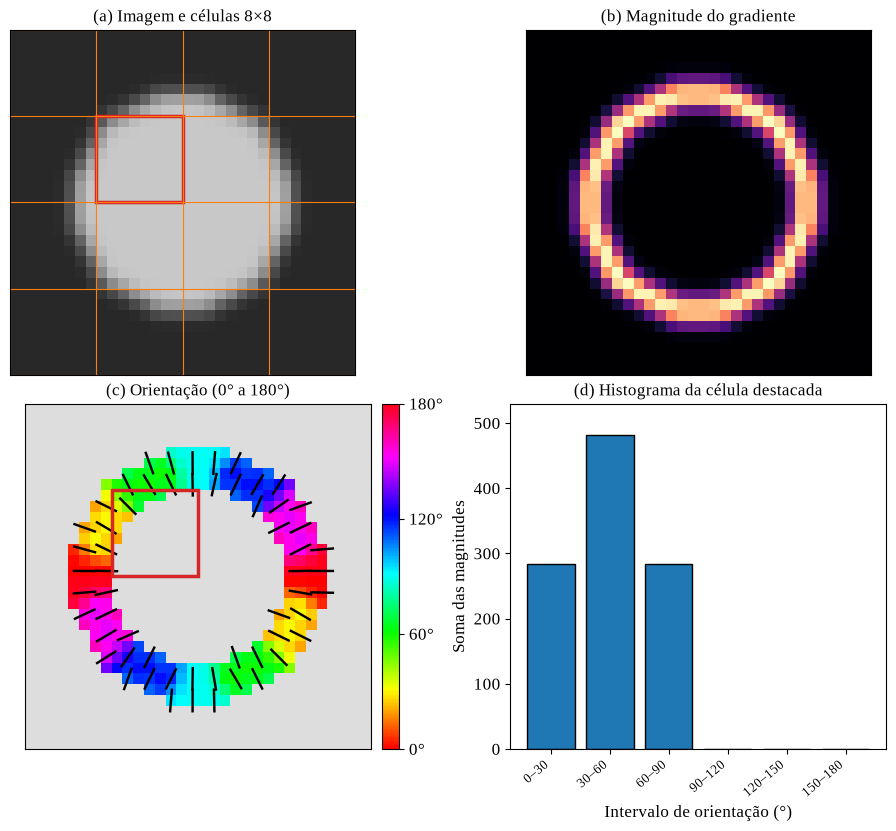 (a) Imagem e células 8×8
(b) Magnitude do gradiente
(c) Orientação (0° a 180°)
180°
120°
60°
0°
(d) Histograma da célula destacada
500
400
300
200
100
0
Soma das magnitudes
0–30
30–60
60–90
90–120
120–150
150–180
Intervalo de orientação (°)